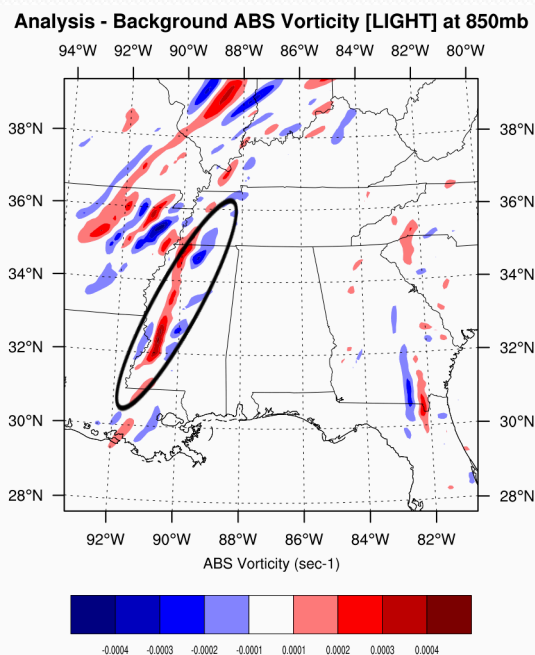 Analysis - Background ABS Vorticity [LIGHT] at 850mb
94°W 92°W 90°W 88°W 86°W 84°W 82°W 80°W
38°N 38°N
36°N 36°N
34°N 34°N
32°N 32°N
30°N 30°N
28°N 28°N
92°W 90°W 88°W 86°W 84°W 82°W
ABS Vorticity (sec-1)
-0.0004 -0.0003 -0.0002 -0.0001 0.0001 0.0002 0.0003 0.0004